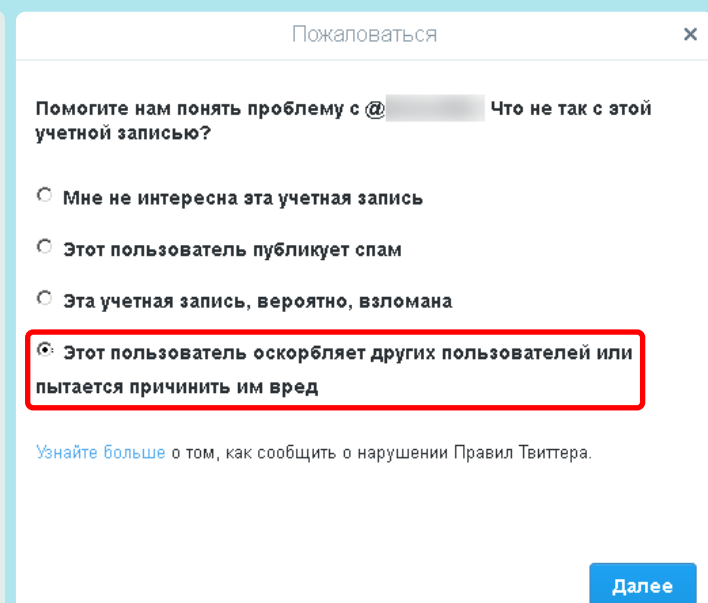 Пожаловаться
Помогите нам понять проблему с @ Что не так с этой
учетной записью?
Мне не интересна эта учетная запись
Этот пользователь публикует спам
Эта учетная запись, вероятно, взломана
Этот пользователь оскорбляет других пользователей или
пытается причинить им вред
Узнайте больше о том, как сообщить о нарушении Правил Твиттера.
Далее